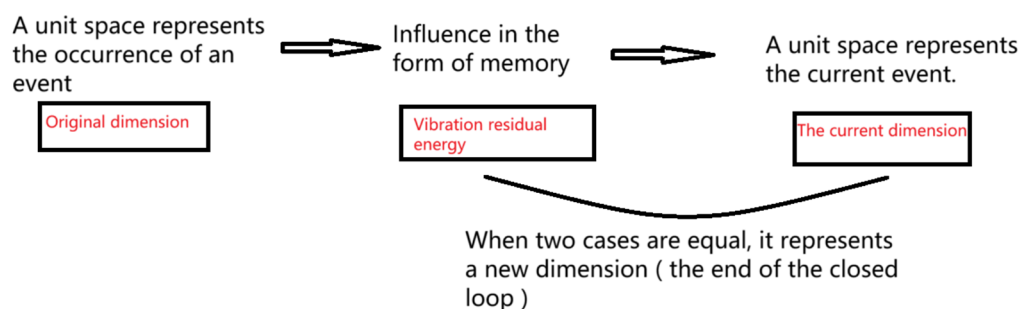 A unit space represents
the occurrence of an
event
Original dimension
Influence in the
form of memory
Vibration residual
energy
A unit space represents
the current event.
The current dimension
When two cases are equal, it represents
a new dimension ( the end of the closed
loop )